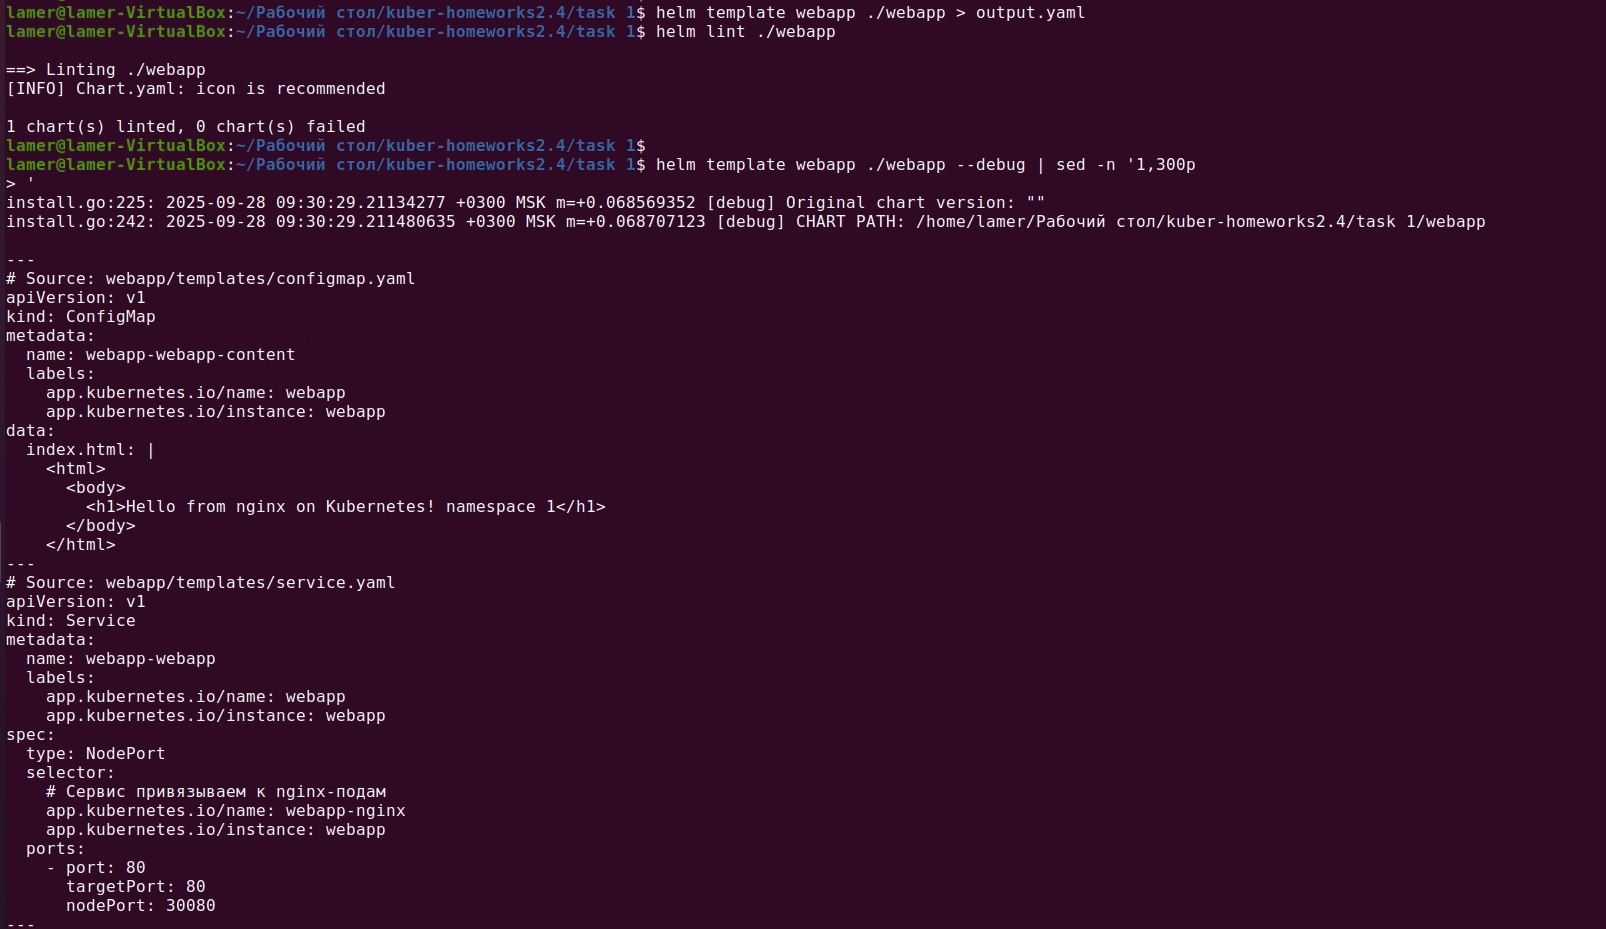 lamer@lamer-VirtualBox:~/Рабочий стол/kuber-homeworks2.4/task 1$ helm template webapp ./webapp > output.yaml
lamer@lamer-VirtualBox:~/Рабочий стол/kuber-homeworks2.4/task 1$ helm lint ./webapp

==> Linting ./webapp
[INFO] Chart.yaml: icon is recommended

1 chart(s) linted, 0 chart(s) failed
lamer@lamer-VirtualBox:~/Рабочий стол/kuber-homeworks2.4/task 1$
lamer@lamer-VirtualBox:~/Рабочий стол/kuber-homeworks2.4/task 1$ helm template webapp ./webapp --debug | sed -n '1,300p
> '
install.go:225: 2025-09-28 09:30:29.21134277 +0300 MSK m=+0.068569352 [debug] Original chart version: ""
install.go:242: 2025-09-28 09:30:29.211480635 +0300 MSK m=+0.068707123 [debug] CHART PATH: /home/lamer/Рабочий стол/kuber-homeworks2.4/task 1/webapp

---
# Source: webapp/templates/configmap.yaml
apiVersion: v1
kind: ConfigMap
metadata:
  name: webapp-webapp-content
  labels:
    app.kubernetes.io/name: webapp
    app.kubernetes.io/instance: webapp
data:
  index.html: |
    <html>
      <body>
        <h1>Hello from nginx on Kubernetes! namespace 1</h1>
      </body>
    </html>
---
# Source: webapp/templates/service.yaml
apiVersion: v1
kind: Service
metadata:
  name: webapp-webapp
  labels:
    app.kubernetes.io/name: webapp
    app.kubernetes.io/instance: webapp
spec:
  type: NodePort
  selector:
    # Сервис привязываем к nginx-подам
    app.kubernetes.io/name: webapp-nginx
    app.kubernetes.io/instance: webapp
  ports:
    - port: 80
      targetPort: 80
      nodePort: 30080
---